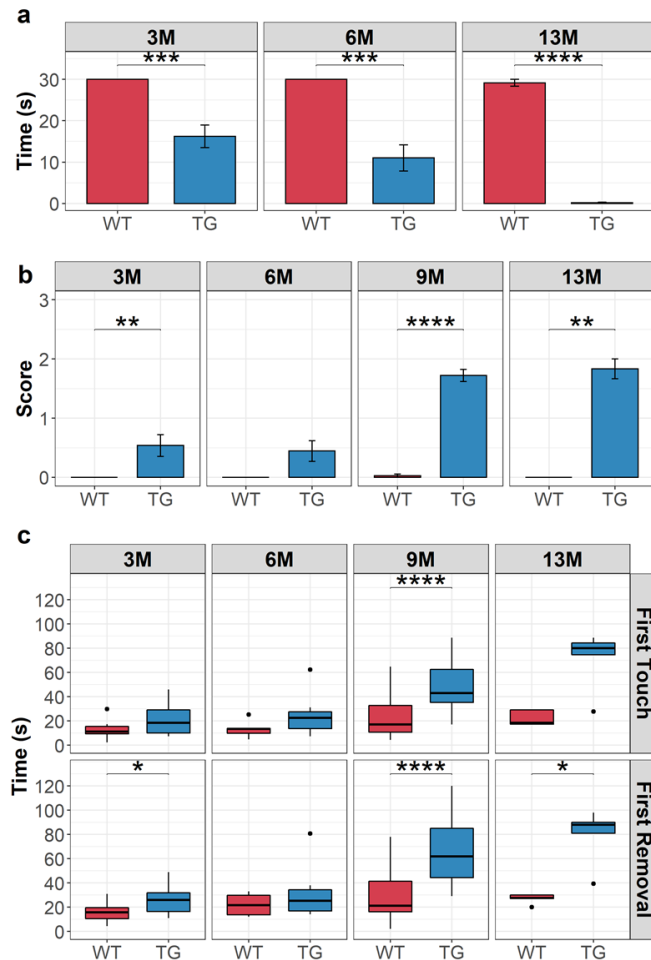 a
3M 6M 13M
*** *** ****
Time (s)
30
20
10
0
WT TG WT TG WT TG
b
3M 6M 9M 13M
** **** **
Score
3
2
1
0
WT TG WT TG WT TG WT TG
c
3M 6M 9M 13M
****
First Touch
120
100
80
60
40
20
0
Time (s)
* **** *
First Removal
120
100
80
60
40
20
0
WT TG WT TG WT TG WT TG